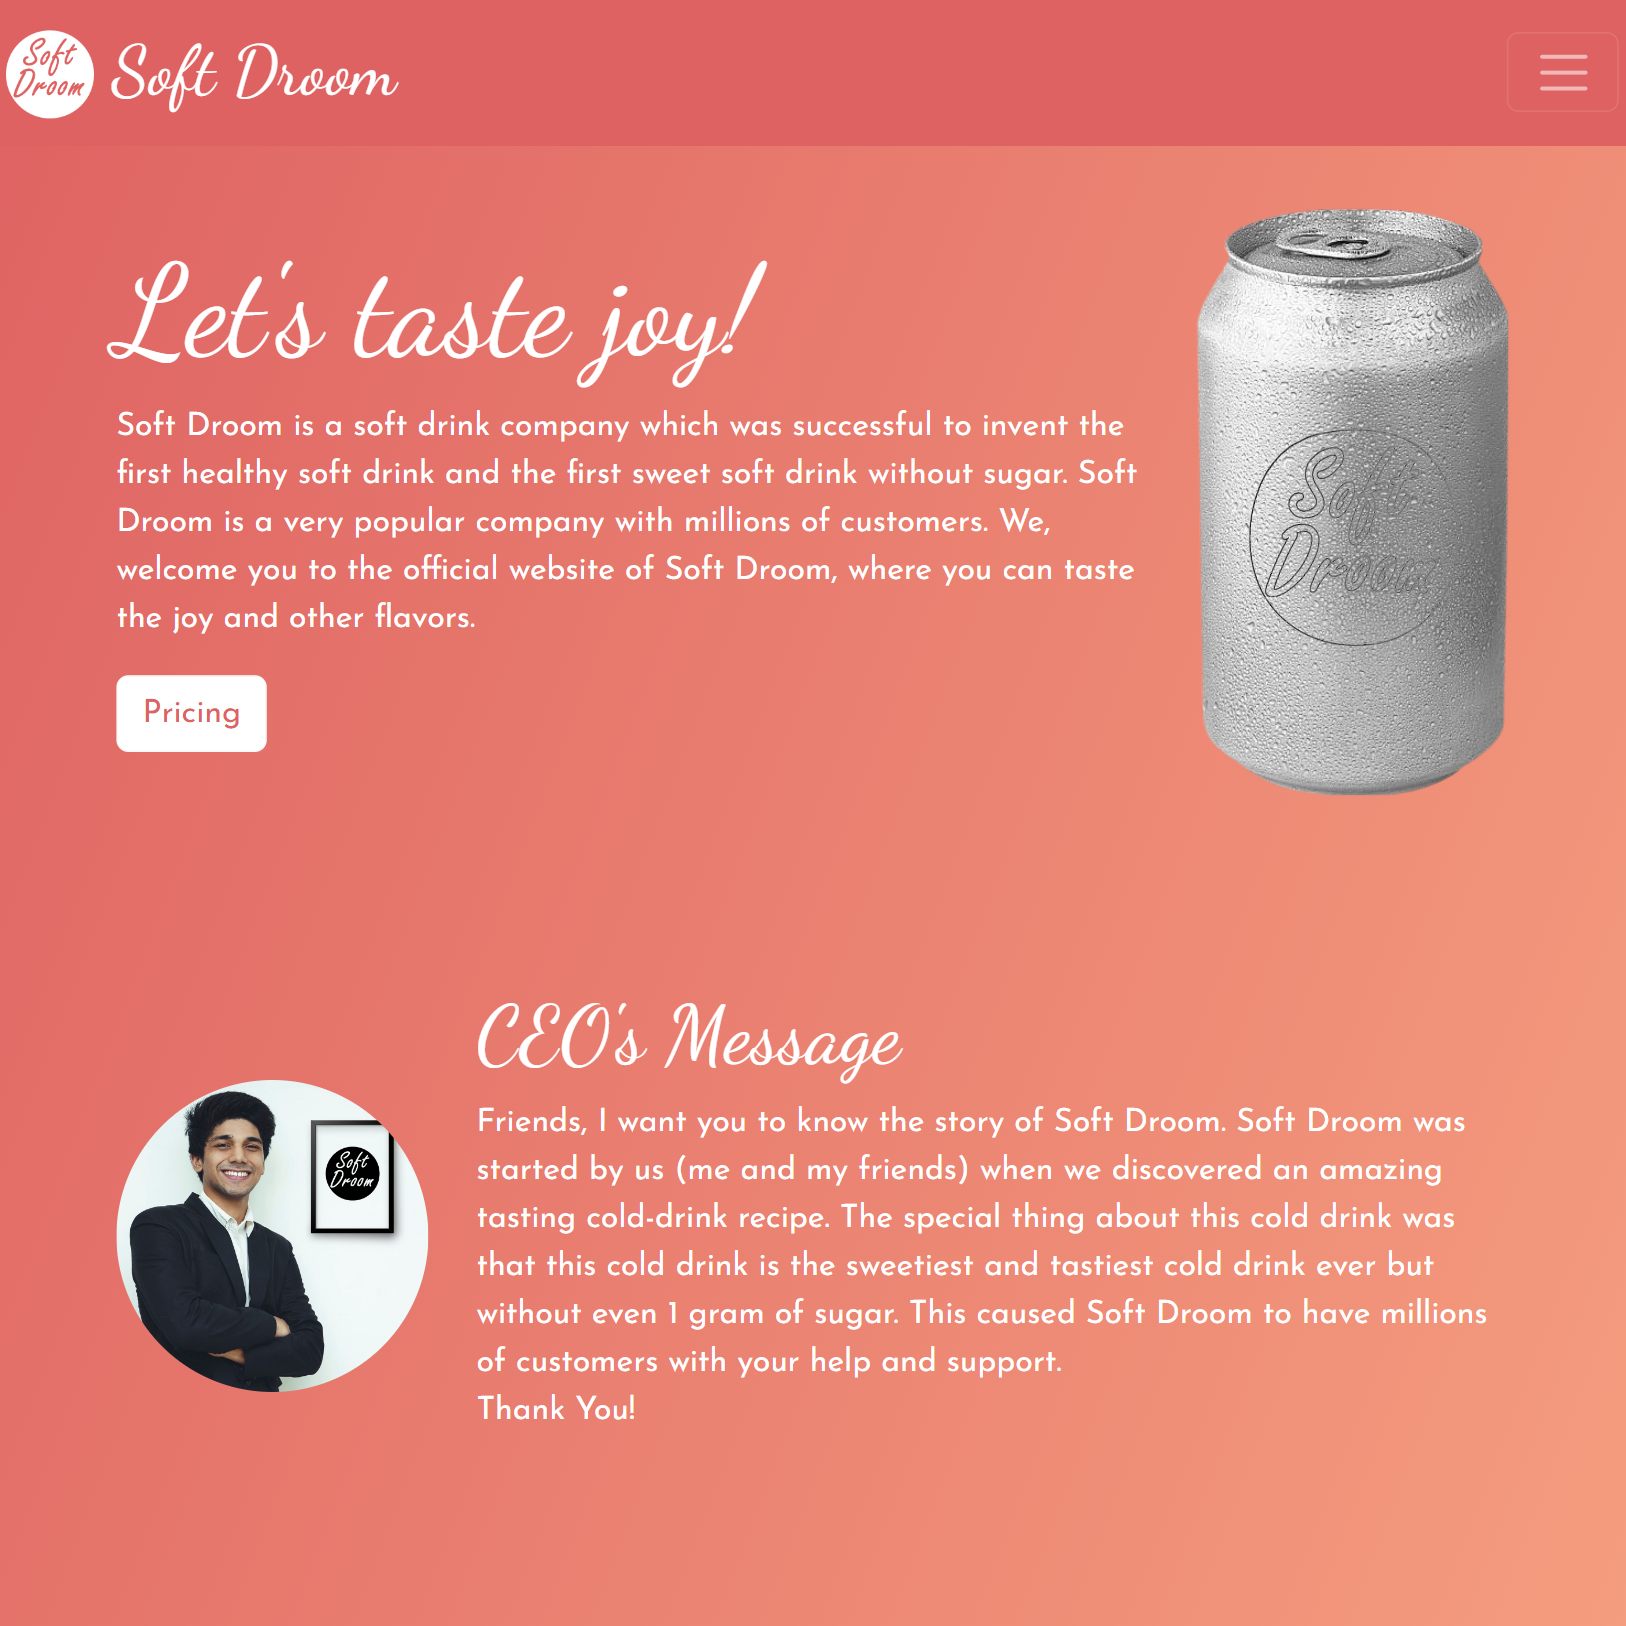 Soft
Droom
Soft Droom
Let's taste joy!
Soft Droom is a soft drink company which was successful to invent the
first healthy soft drink and the first sweet soft drink without sugar. Soft
Droom is a very popular company with millions of customers. We,
welcome you to the official website of Soft Droom, where you can taste
the joy and other flavors.
Pricing
Soft
Droom
CEO's Message
Friends, I want you to know the story of Soft Droom. Soft Droom was
started by us (me and my friends) when we discovered an amazing
tasting cold-drink recipe. The special thing about this cold drink was
that this cold drink is the sweetiest and tastiest cold drink ever but
without even 1 gram of sugar. This caused Soft Droom to have millions
of customers with your help and support.
Thank You!
Soft
Droom